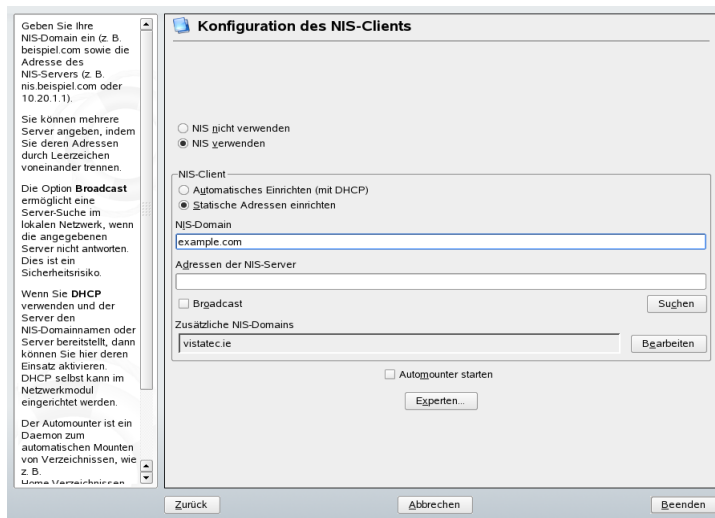 Geben Sie Ihre
NIS-Domain ein (z. B.
beispiel.com sowie die
Adresse des
NIS-Servers (z. B.
nis.beispiel.com oder
10.20.1.1).
Sie können mehrere
Server angeben, indem
Sie deren Adressen
durch Leerzeichen
voneinander trennen.
Die Option Broadcast
ermöglicht eine
Server-Suche im
lokalen Netzwerk, wenn
die angegebenen
Server nicht antworten.
Dies ist ein
Sicherheitsrisiko.
Wenn Sie DHCP
verwenden und der
Server den
NIS-Domainnamen oder
Server bereitstellt, dann
können Sie hier deren
Einsatz aktivieren.
DHCP selbst kann im
Netzwerkmodul
eingerichtet werden.
Der Automounter ist ein
Daemon zum
automatischen Mounten
von Verzeichnissen, wie
z. B.
Home Verzeichnissen
Konfiguration des NIS-Clients
NIS nicht verwenden
NIS verwenden
NIS-Client
Automatisches Einrichten (mit DHCP)
Statische Adressen einrichten
NIS-Domain
example.com
Adressen der NIS-Server
Broadcast
Suchen
Zusätzliche NIS-Domains
vistatec.ie
Bearbeiten
Automounter starten
Experten...
Zurück
Abbrechen
Beenden